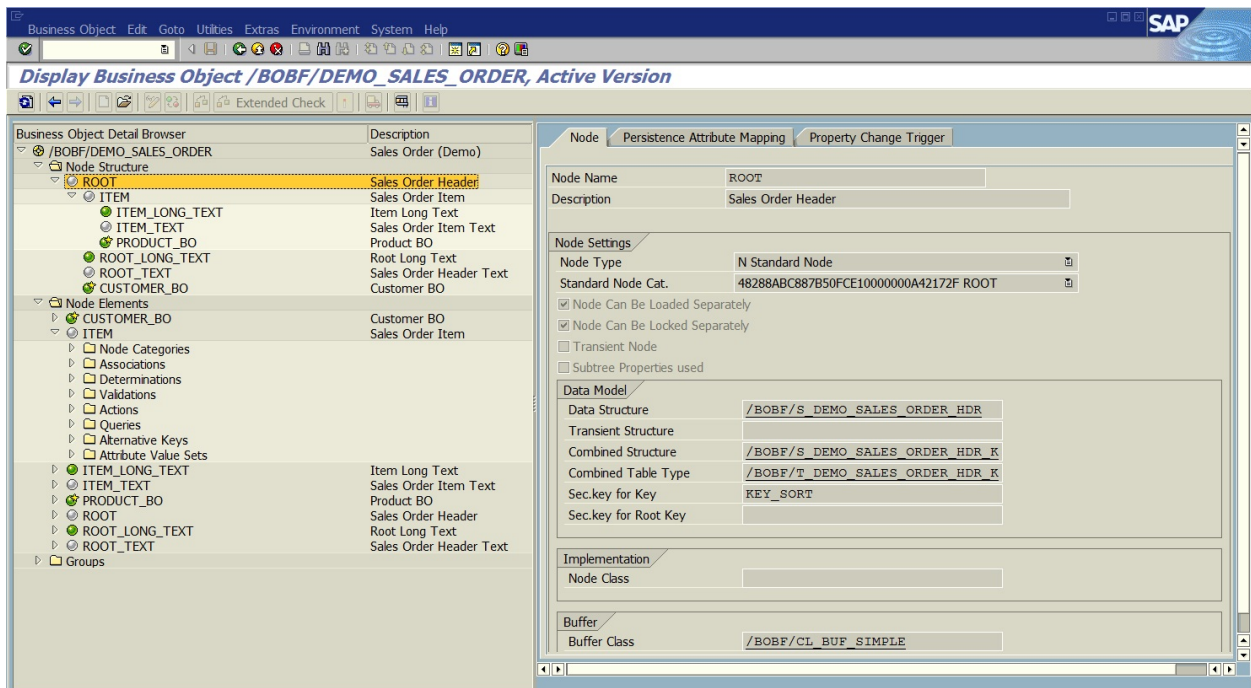 Business Object Edit Goto Utilities Extras Environment System Help
SAP
Display Business Object /BOBF/DEMO_SALES_ORDER, Active Version
Extended Check
Business Object Detail Browser Description
/BOBF/DEMO_SALES_ORDER Sales Order (Demo)
Node Structure
ROOT Sales Order Header
ITEM Sales Order Item
ITEM_LONG_TEXT Item Long Text
ITEM_TEXT Sales Order Item Text
PRODUCT_BO Product BO
ROOT_LONG_TEXT Root Long Text
ROOT_TEXT Sales Order Header Text
CUSTOMER_BO Customer BO
Node Elements
CUSTOMER_BO Customer BO
ITEM Sales Order Item
Node Categories
Associations
Determinations
Validations
Actions
Queries
Alternative Keys
Attribute Value Sets
ITEM_LONG_TEXT Item Long Text
ITEM_TEXT Sales Order Item Text
PRODUCT_BO Product BO
ROOT Sales Order Header
ROOT_LONG_TEXT Root Long Text
ROOT_TEXT Sales Order Header Text
Groups
Node Persistence Attribute Mapping Property Change Trigger
Node Name ROOT
Description Sales Order Header
Node Settings
Node Type N Standard Node
Standard Node Cat. 48288ABC887B50FCE10000000A42172F ROOT
Node Can Be Loaded Separately
Node Can Be Locked Separately
Transient Node
Subtree Properties used
Data Model
Data Structure /BOBF/S_DEMO_SALES_ORDER_HDR
Transient Structure
Combined Structure /BOBF/S_DEMO_SALES_ORDER_HDR_K
Combined Table Type /BOBF/T_DEMO_SALES_ORDER_HDR_K
Sec.key for Key KEY_SORT
Sec.key for Root Key
Implementation
Node Class
Buffer
Buffer Class /BOBF/CL_BUF_SIMPLE